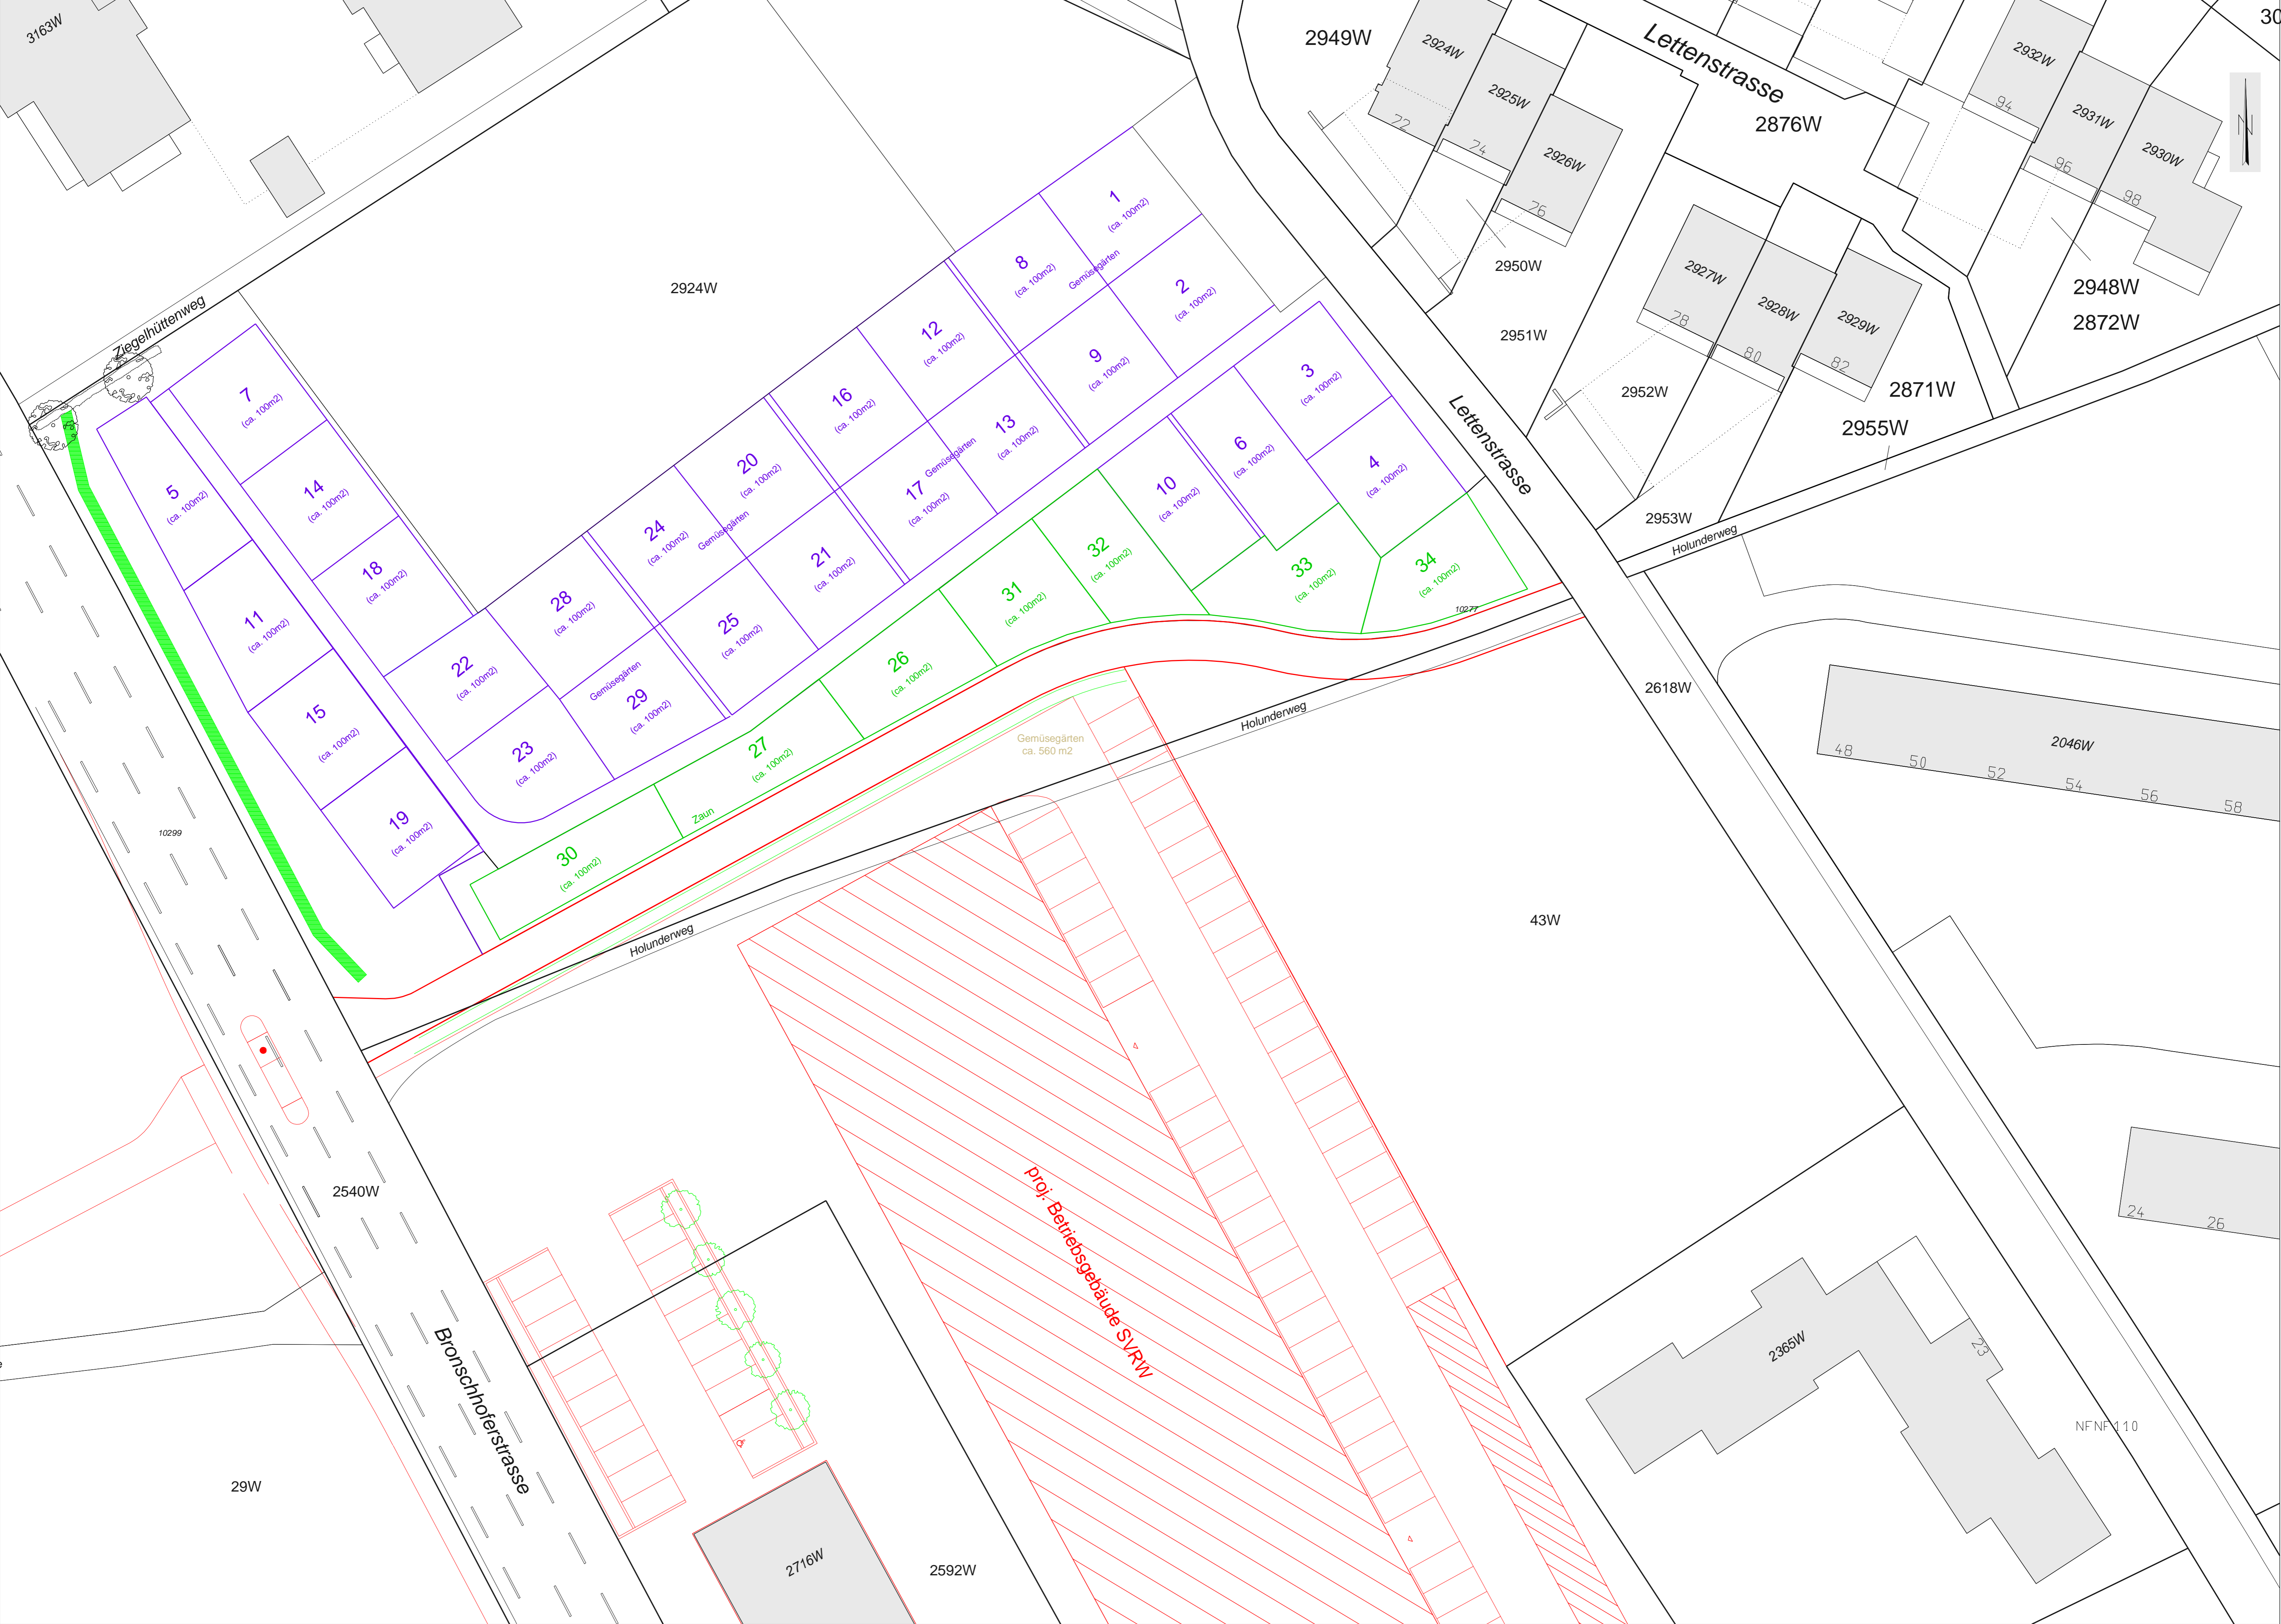 3163W
2949W
2924W
2925W
2926W
22
24
26
Lettenstrasse
2876W
2932W
2931W
2930W
94
96
98
30
N
2950W
2951W
2952W
2953W
2927W
2928W
2929W
78
80
82
2948W
2872W
2871W
2955W
Ziegelhüttenweg
2924W
1
(ca. 100m2)
8
(ca. 100m2)
Gemüsegärten
2
(ca. 100m2)
12
(ca. 100m2)
9
(ca. 100m2)
16
(ca. 100m2)
13
(ca. 100m2)
Gemüsegärten
20
(ca. 100m2)
17
(ca. 100m2)
24
(ca. 100m2)
Gemüsegärten
21
(ca. 100m2)
28
(ca. 100m2)
25
(ca. 100m2)
Gemüsegärten
29
(ca. 100m2)
7
(ca. 100m2)
14
(ca. 100m2)
18
(ca. 100m2)
22
(ca. 100m2)
23
(ca. 100m2)
5
(ca. 100m2)
11
(ca. 100m2)
15
(ca. 100m2)
19
(ca. 100m2)
3
(ca. 100m2)
6
(ca. 100m2)
4
(ca. 100m2)
10
(ca. 100m2)
32
(ca. 100m2)
33
(ca. 100m2)
34
(ca. 100m2)
31
(ca. 100m2)
26
(ca. 100m2)
27
(ca. 100m2)
Zaun
30
(ca. 100m2)
Lettenstrasse
Holunderweg
10277
Holunderweg
Gemüsegärten
ca. 560 m2
Holunderweg
2618W
2046W
48
50
52
54
56
58
10299
43W
4
2540W
proj. Betriebsgebäude SVRW
Bronschhoferstrasse
24
26
2365W
23
NFNF110
29W
2716W
2592W
4